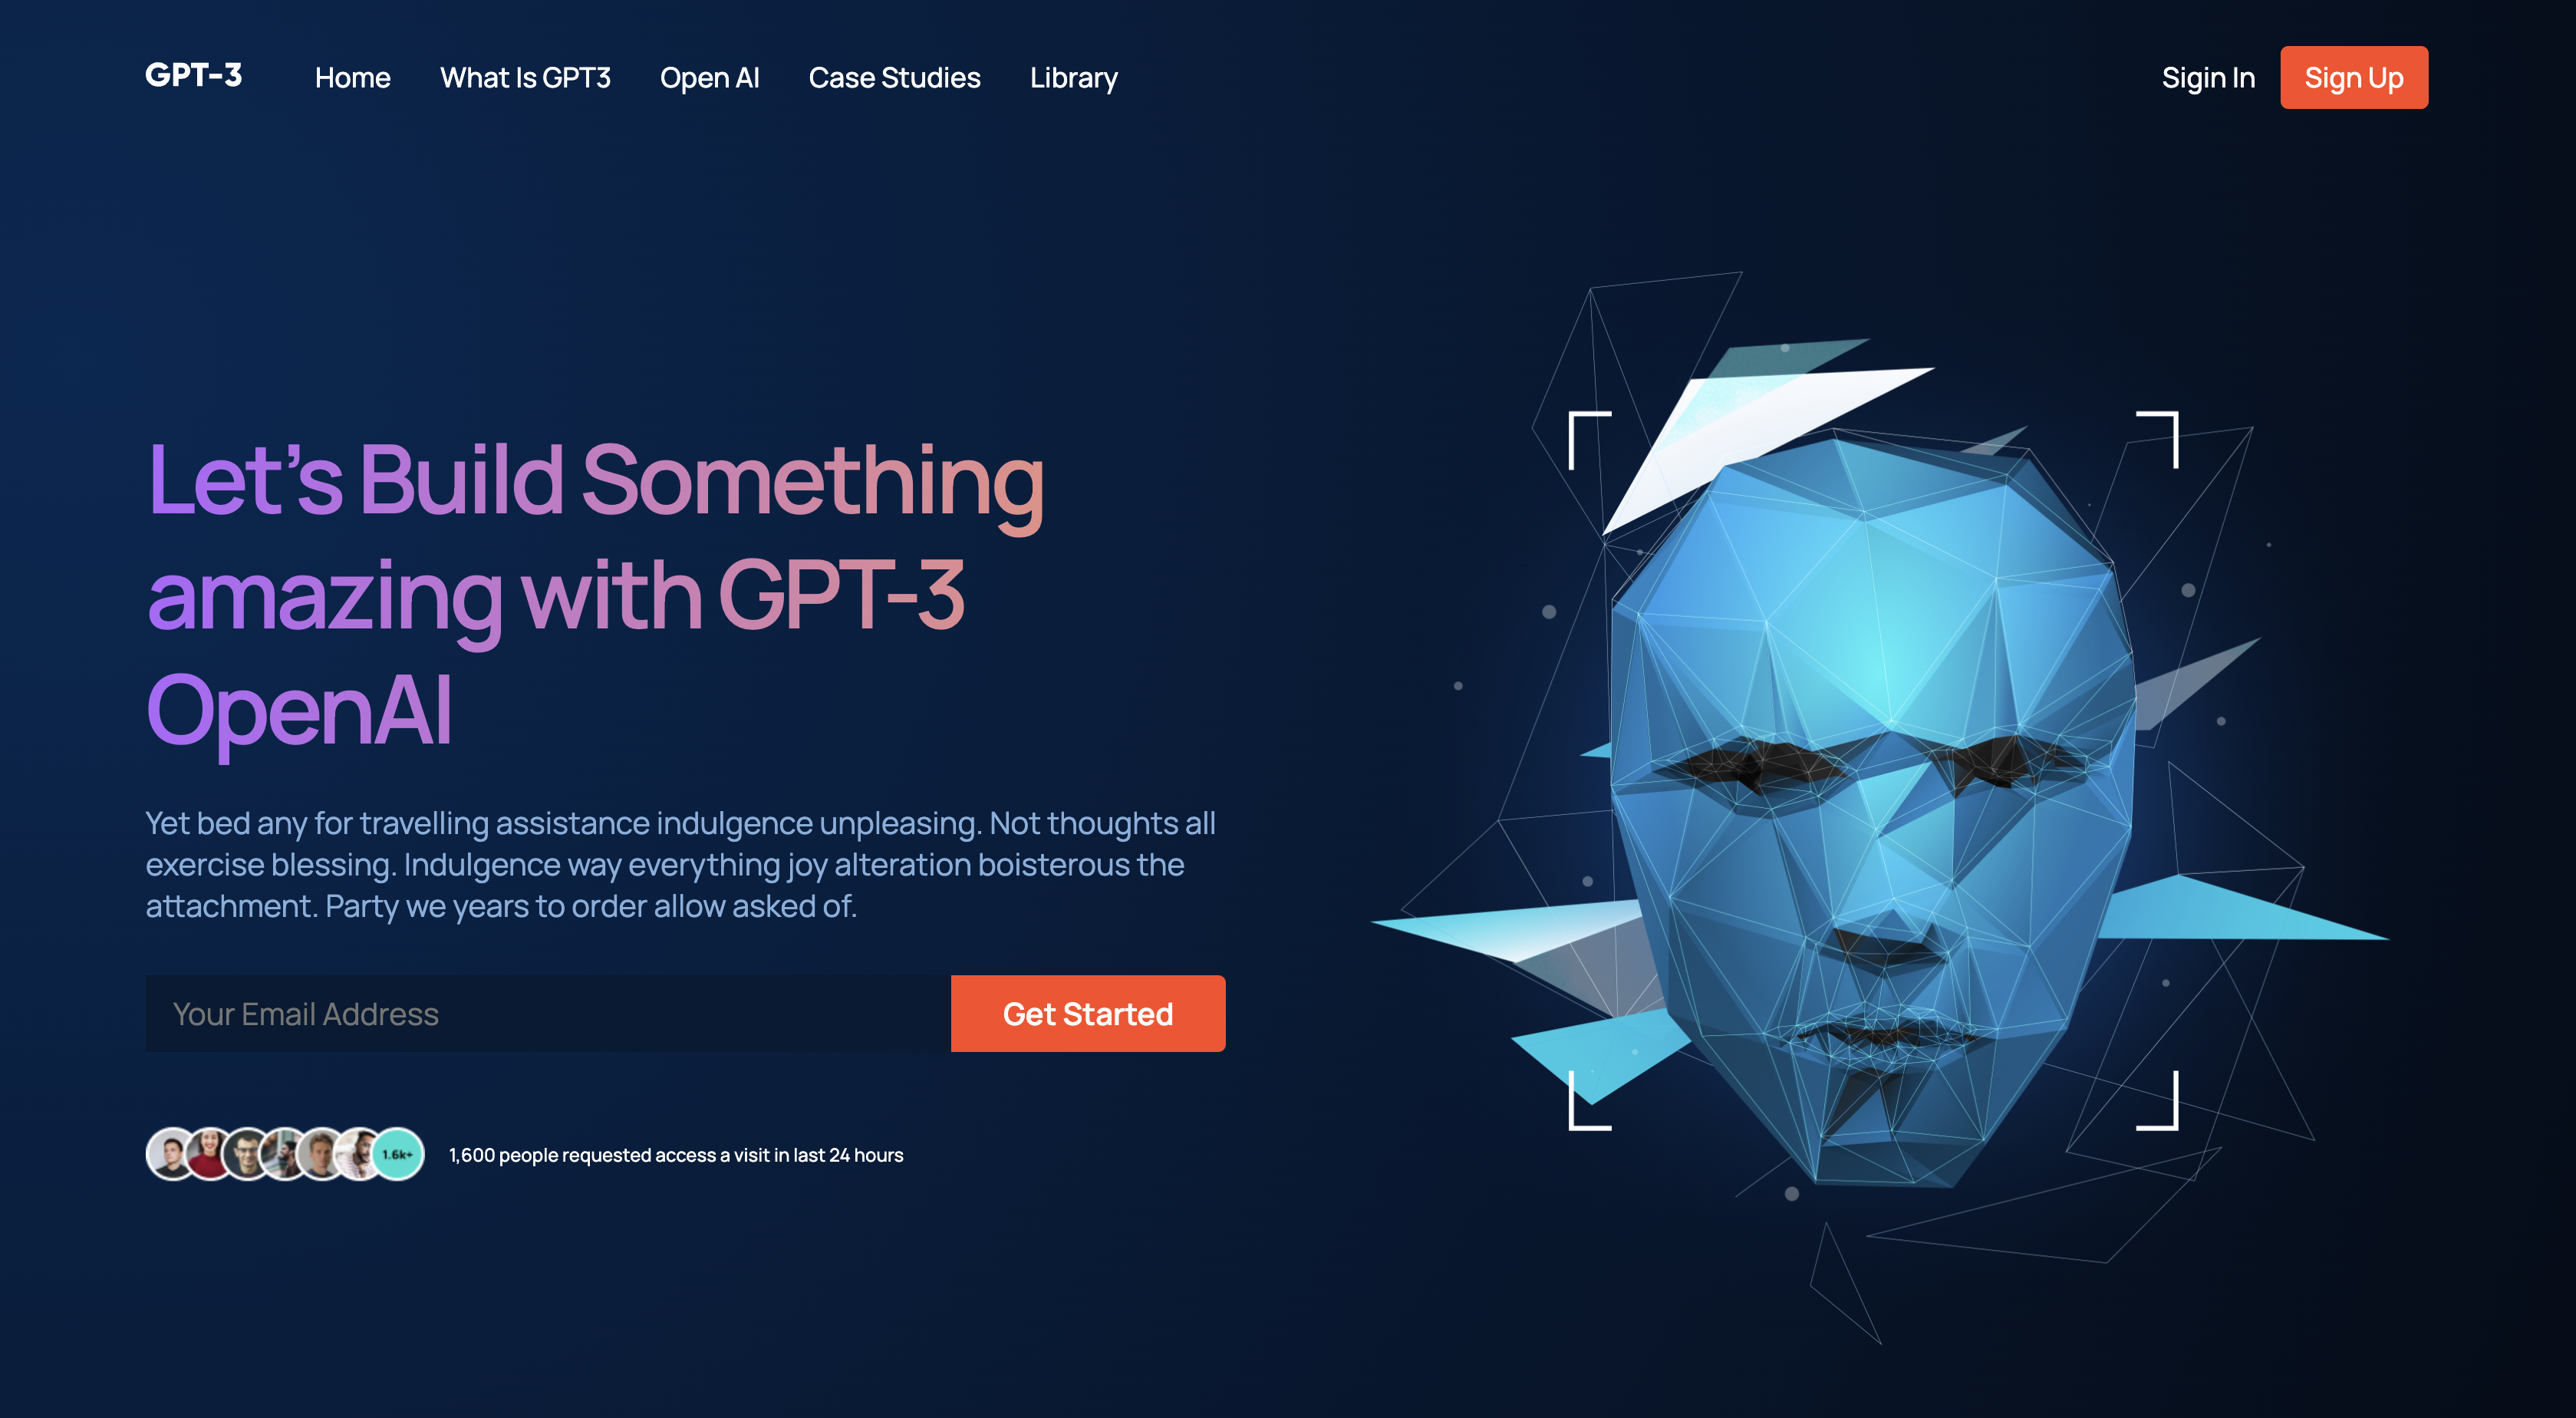 GPT-3
Home
What Is GPT3
Open AI
Case Studies
Library
Sigin In
Sign Up
Let’s Build Something
amazing with GPT-3
OpenAI
Yet bed any for travelling assistance indulgence unpleasing. Not thoughts all
exercise blessing. Indulgence way everything joy alteration boisterous the
attachment. Party we years to order allow asked of.
Your Email Address
Get Started
1.6k+
1,600 people requested access a visit in last 24 hours